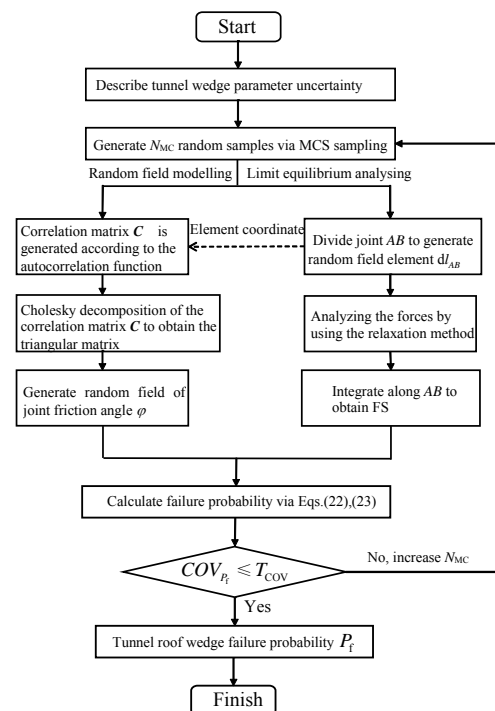 Start
Describe tunnel wedge parameter uncertainty
Generate N_MC random samples via MCS sampling
Random field modelling
Limit equilibrium analysing
Correlation matrix C is
generated according to the
autocorrelation function
Element coordinate
Divide joint AB to generate
random field element dl_AB
Cholesky decomposition of the
correlation matrix C to obtain the
triangular matrix
Analyzing the forces by
using the relaxation method
Generate random field of
joint friction angle φ
Integrate along AB to
obtain FS
Calculate failure probability via Eqs.(22),(23)
COV_{P_f} ⩽ T_COV
No, increase N_MC
Yes
Tunnel roof wedge failure probability P_f
Finish